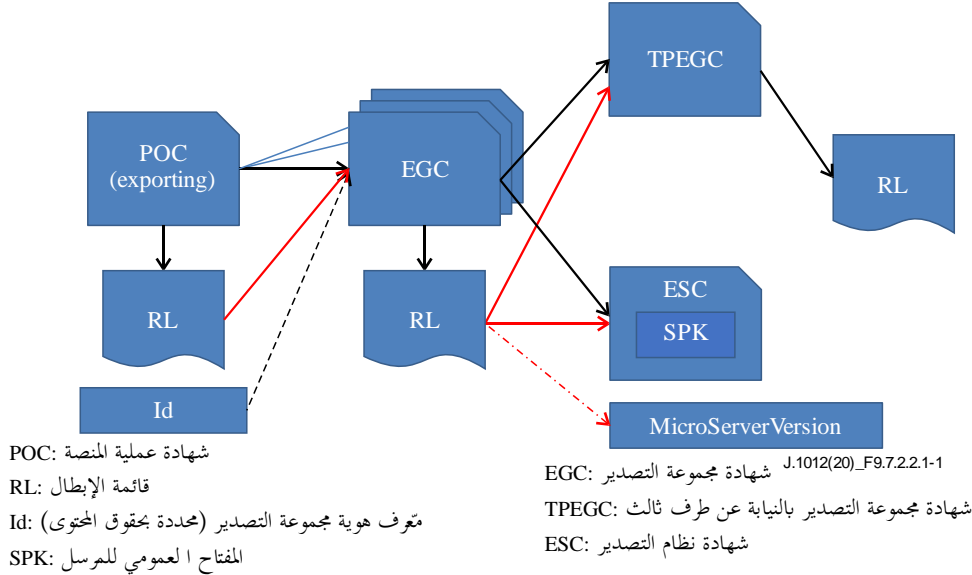 TPEGC
POC
(exporting)
EGC
RL
RL
RL
ESC
SPK
Id
MicroServerVersion
POC: شهادة عملية المنصة
RL: قائمة الإبطال
Id: معّرف هوية مجموعة التصدير (محددة بحقوق المحتوى)
SPK: المفتاح ا لعمومي للمرسل
J.1012(20)_F9.7.2.2.1-1
EGC: شهادة مجموعة التصدير
TPEGC: شهادة مجموعة التصدير بالنيابة عن طرف ثالث
ESC: شهادة نظام التصدير